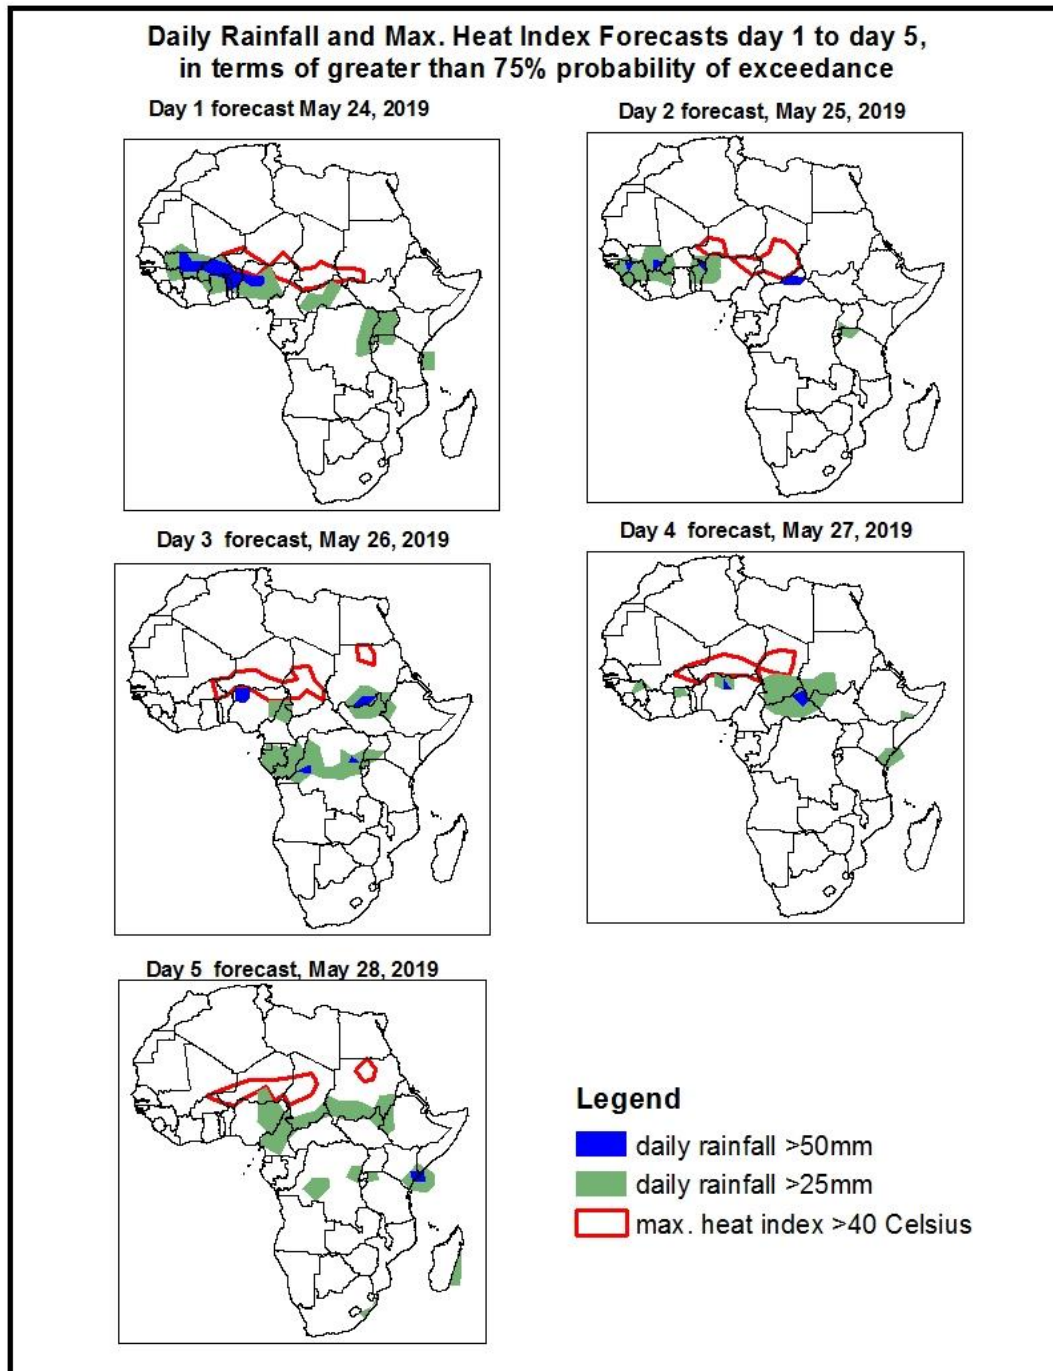 Daily Rainfall and Max. Heat Index Forecasts day 1 to day 5,
in terms of greater than 75% probability of exceedance
Day 1 forecast May 24, 2019
Day 2 forecast, May 25, 2019
Day 3 forecast, May 26, 2019
Day 4 forecast, May 27, 2019
Day 5 forecast, May 28, 2019
Legend
daily rainfall >50mm
daily rainfall >25mm
max. heat index >40 Celsius